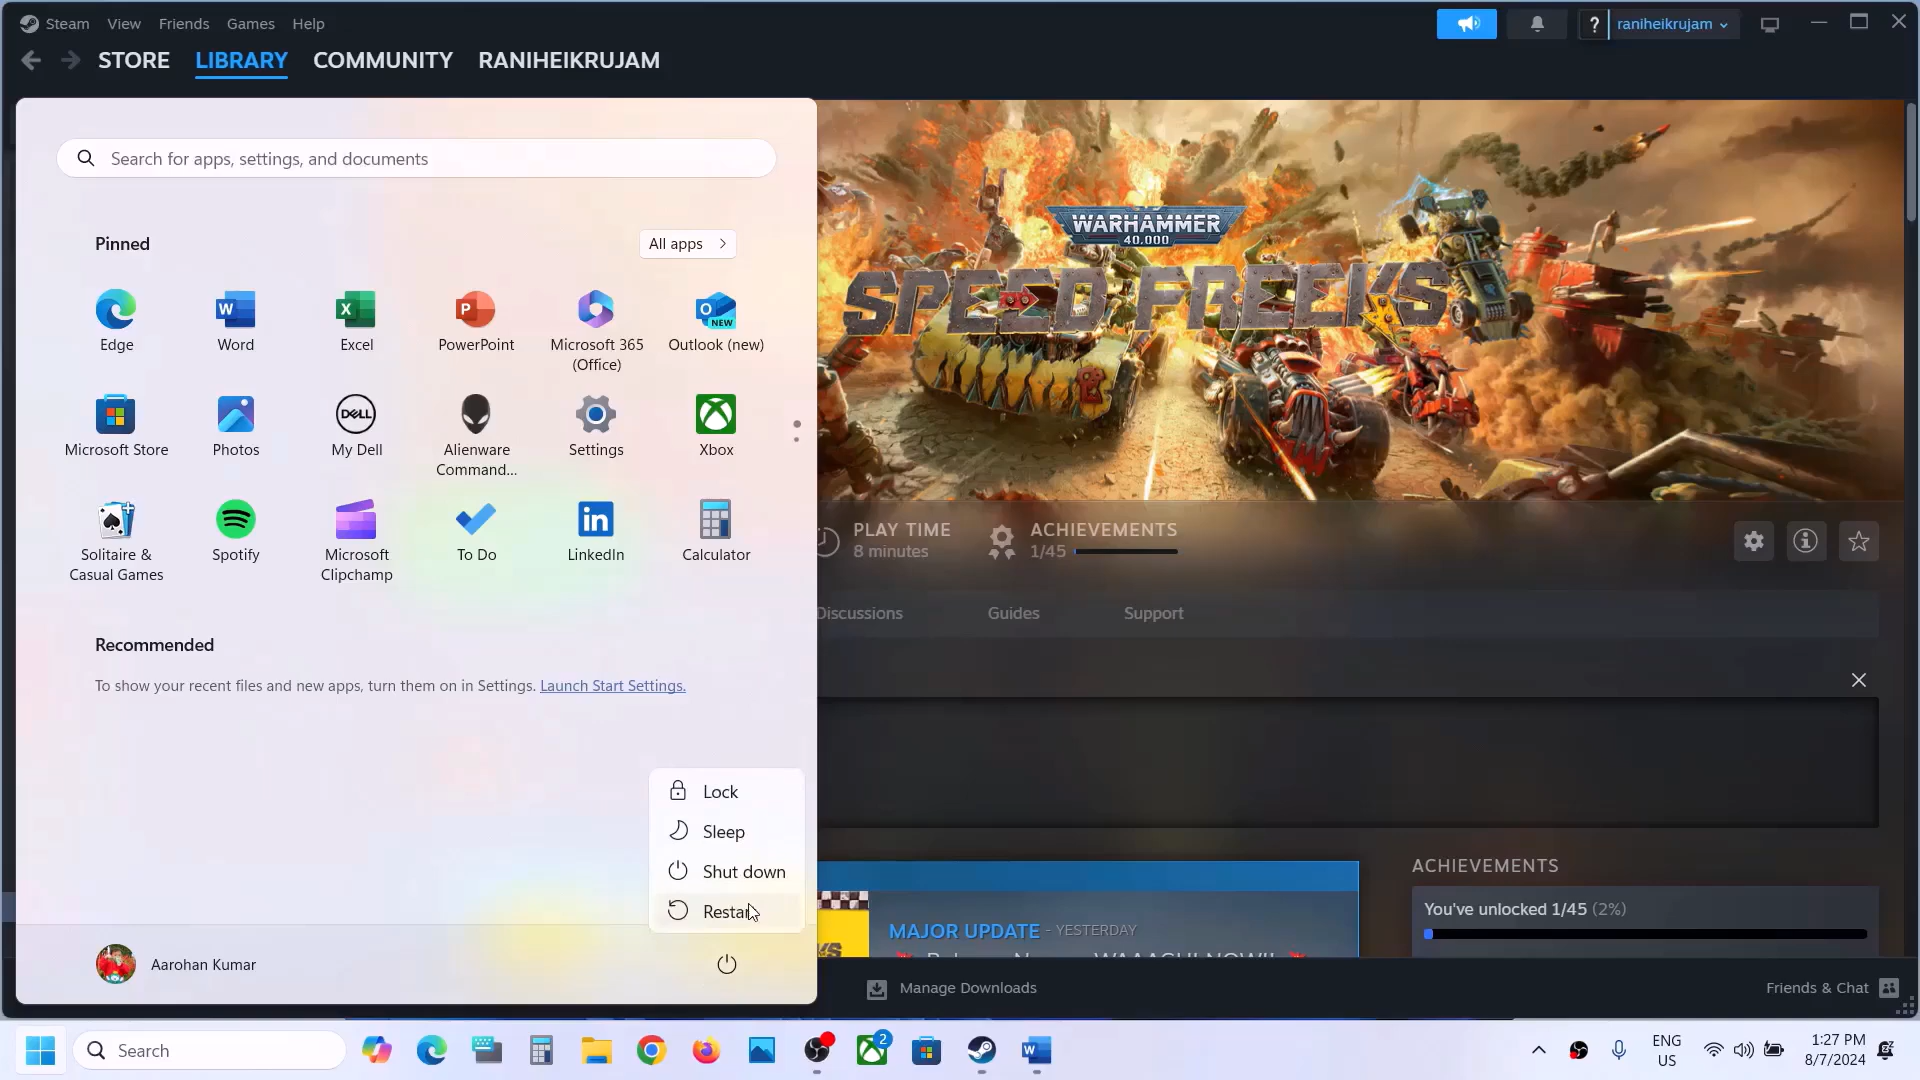 Steam View Friends Games Help
? raniheikrujam
STORE LIBRARY COMMUNITY RANIHEIKRUJAM
Search for apps, settings, and documents
Pinned
All apps
Edge
Word
Excel
PowerPoint
Microsoft 365
(Office)
Outlook (new)
Microsoft Store
Photos
My Dell
Alienware
Command...
Settings
Xbox
Solitaire &
Casual Games
Spotify
Microsoft
Clipchamp
To Do
LinkedIn
Calculator
Recommended
To show your recent files and new apps, turn them on in Settings. Launch Start Settings.
Lock
Sleep
Shut down
Restart
Aarohan Kumar
WARHAMMER
40,000
SPEED FREEKS
PLAY TIME
8 minutes
ACHIEVEMENTS
1/45
Discussions
Guides
Support
MAJOR UPDATE - YESTERDAY
ACHIEVEMENTS
You've unlocked 1/45 (2%)
Manage Downloads
Friends & Chat
Search
2
ENG
US
1:27 PM
8/7/2024